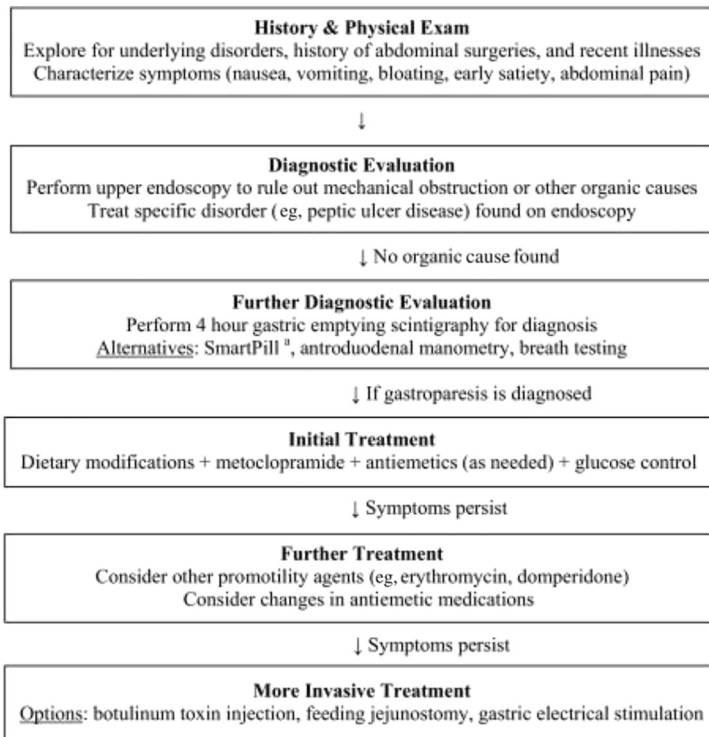 History & Physical Exam
Explore for underlying disorders, history of abdominal surgeries, and recent illnesses
Characterize symptoms (nausea, vomiting, bloating, early satiety, abdominal pain)
↓
Diagnostic Evaluation
Perform upper endoscopy to rule out mechanical obstruction or other organic causes
Treat specific disorder (eg, peptic ulcer disease) found on endoscopy
↓ No organic cause found
Further Diagnostic Evaluation
Perform 4 hour gastric emptying scintigraphy for diagnosis
Alternatives: SmartPill ª, antroduodenal manometry, breath testing
↓ If gastroparesis is diagnosed
Initial Treatment
Dietary modifications + metoclopramide + antiemetics (as needed) + glucose control
↓ Symptoms persist
Further Treatment
Consider other promotility agents (eg, erythromycin, domperidone)
Consider changes in antiemetic medications
↓ Symptoms persist
More Invasive Treatment
Options: botulinum toxin injection, feeding jejunostomy, gastric electrical stimulation